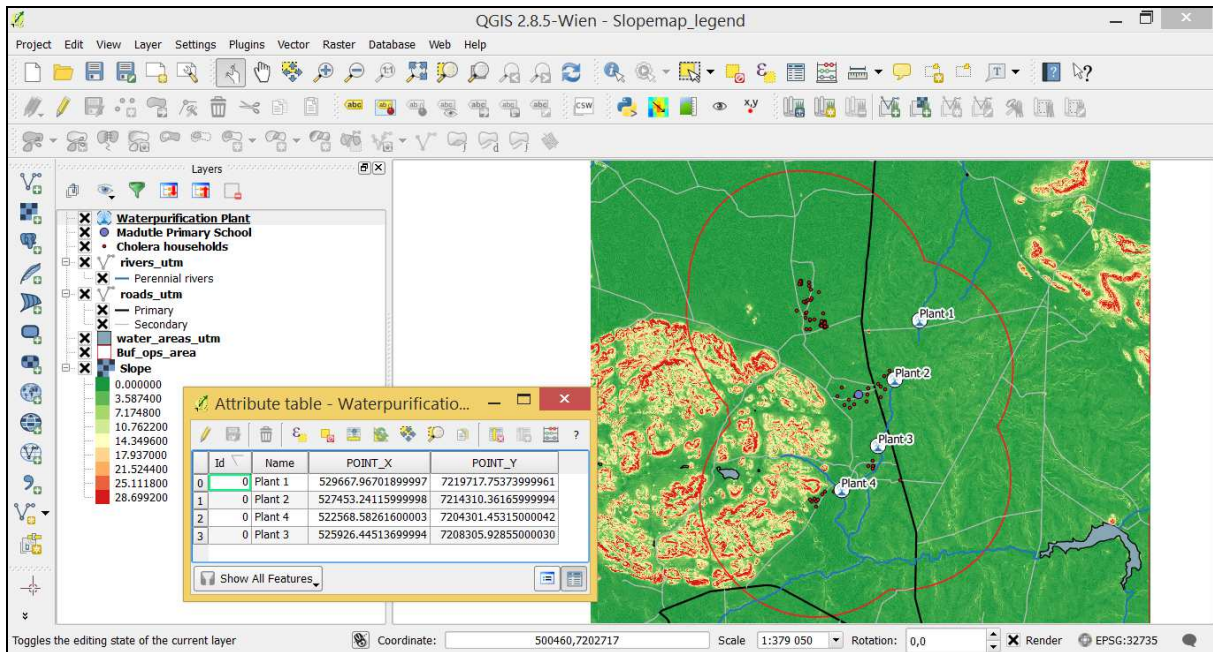 QGIS 2.8.5-Wien - Slopemap_legend
Project Edit View Layer Settings Plugins Vector Raster Database Web Help
Layers
Waterpurification Plant
Madutle Primary School
Cholera households
rivers_utm
Perennial rivers
roads_utm
Primary
Secondary
water_areas_utm
Buf_ops_area
Slope
0.000000
3.587400
7.174800
10.762200
14.349600
17.937000
21.524400
25.111800
28.699200
Plant 1
Plant 2
Plant 3
Plant 4
Attribute table - Waterpurificatio...
Id Name POINT_X POINT_Y
0 0 Plant 1 529667.96701899997 7219717.75373999961
1 0 Plant 2 527453.24115999998 7214310.36165999994
2 0 Plant 4 522568.58261600003 7204301.45315000042
3 0 Plant 3 525926.44513699994 7208305.92855000030
Show All Features
Toggles the editing state of the current layer Coordinate: 500460,7202717 Scale 1:379 050 Rotation: 0,0 Render EPSG:32735